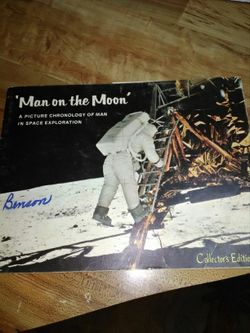 'Man on the Moon'
A PICTURE CHRONOLOGY OF MAN
IN SPACE EXPLORATION
Benson
Collector's Edition